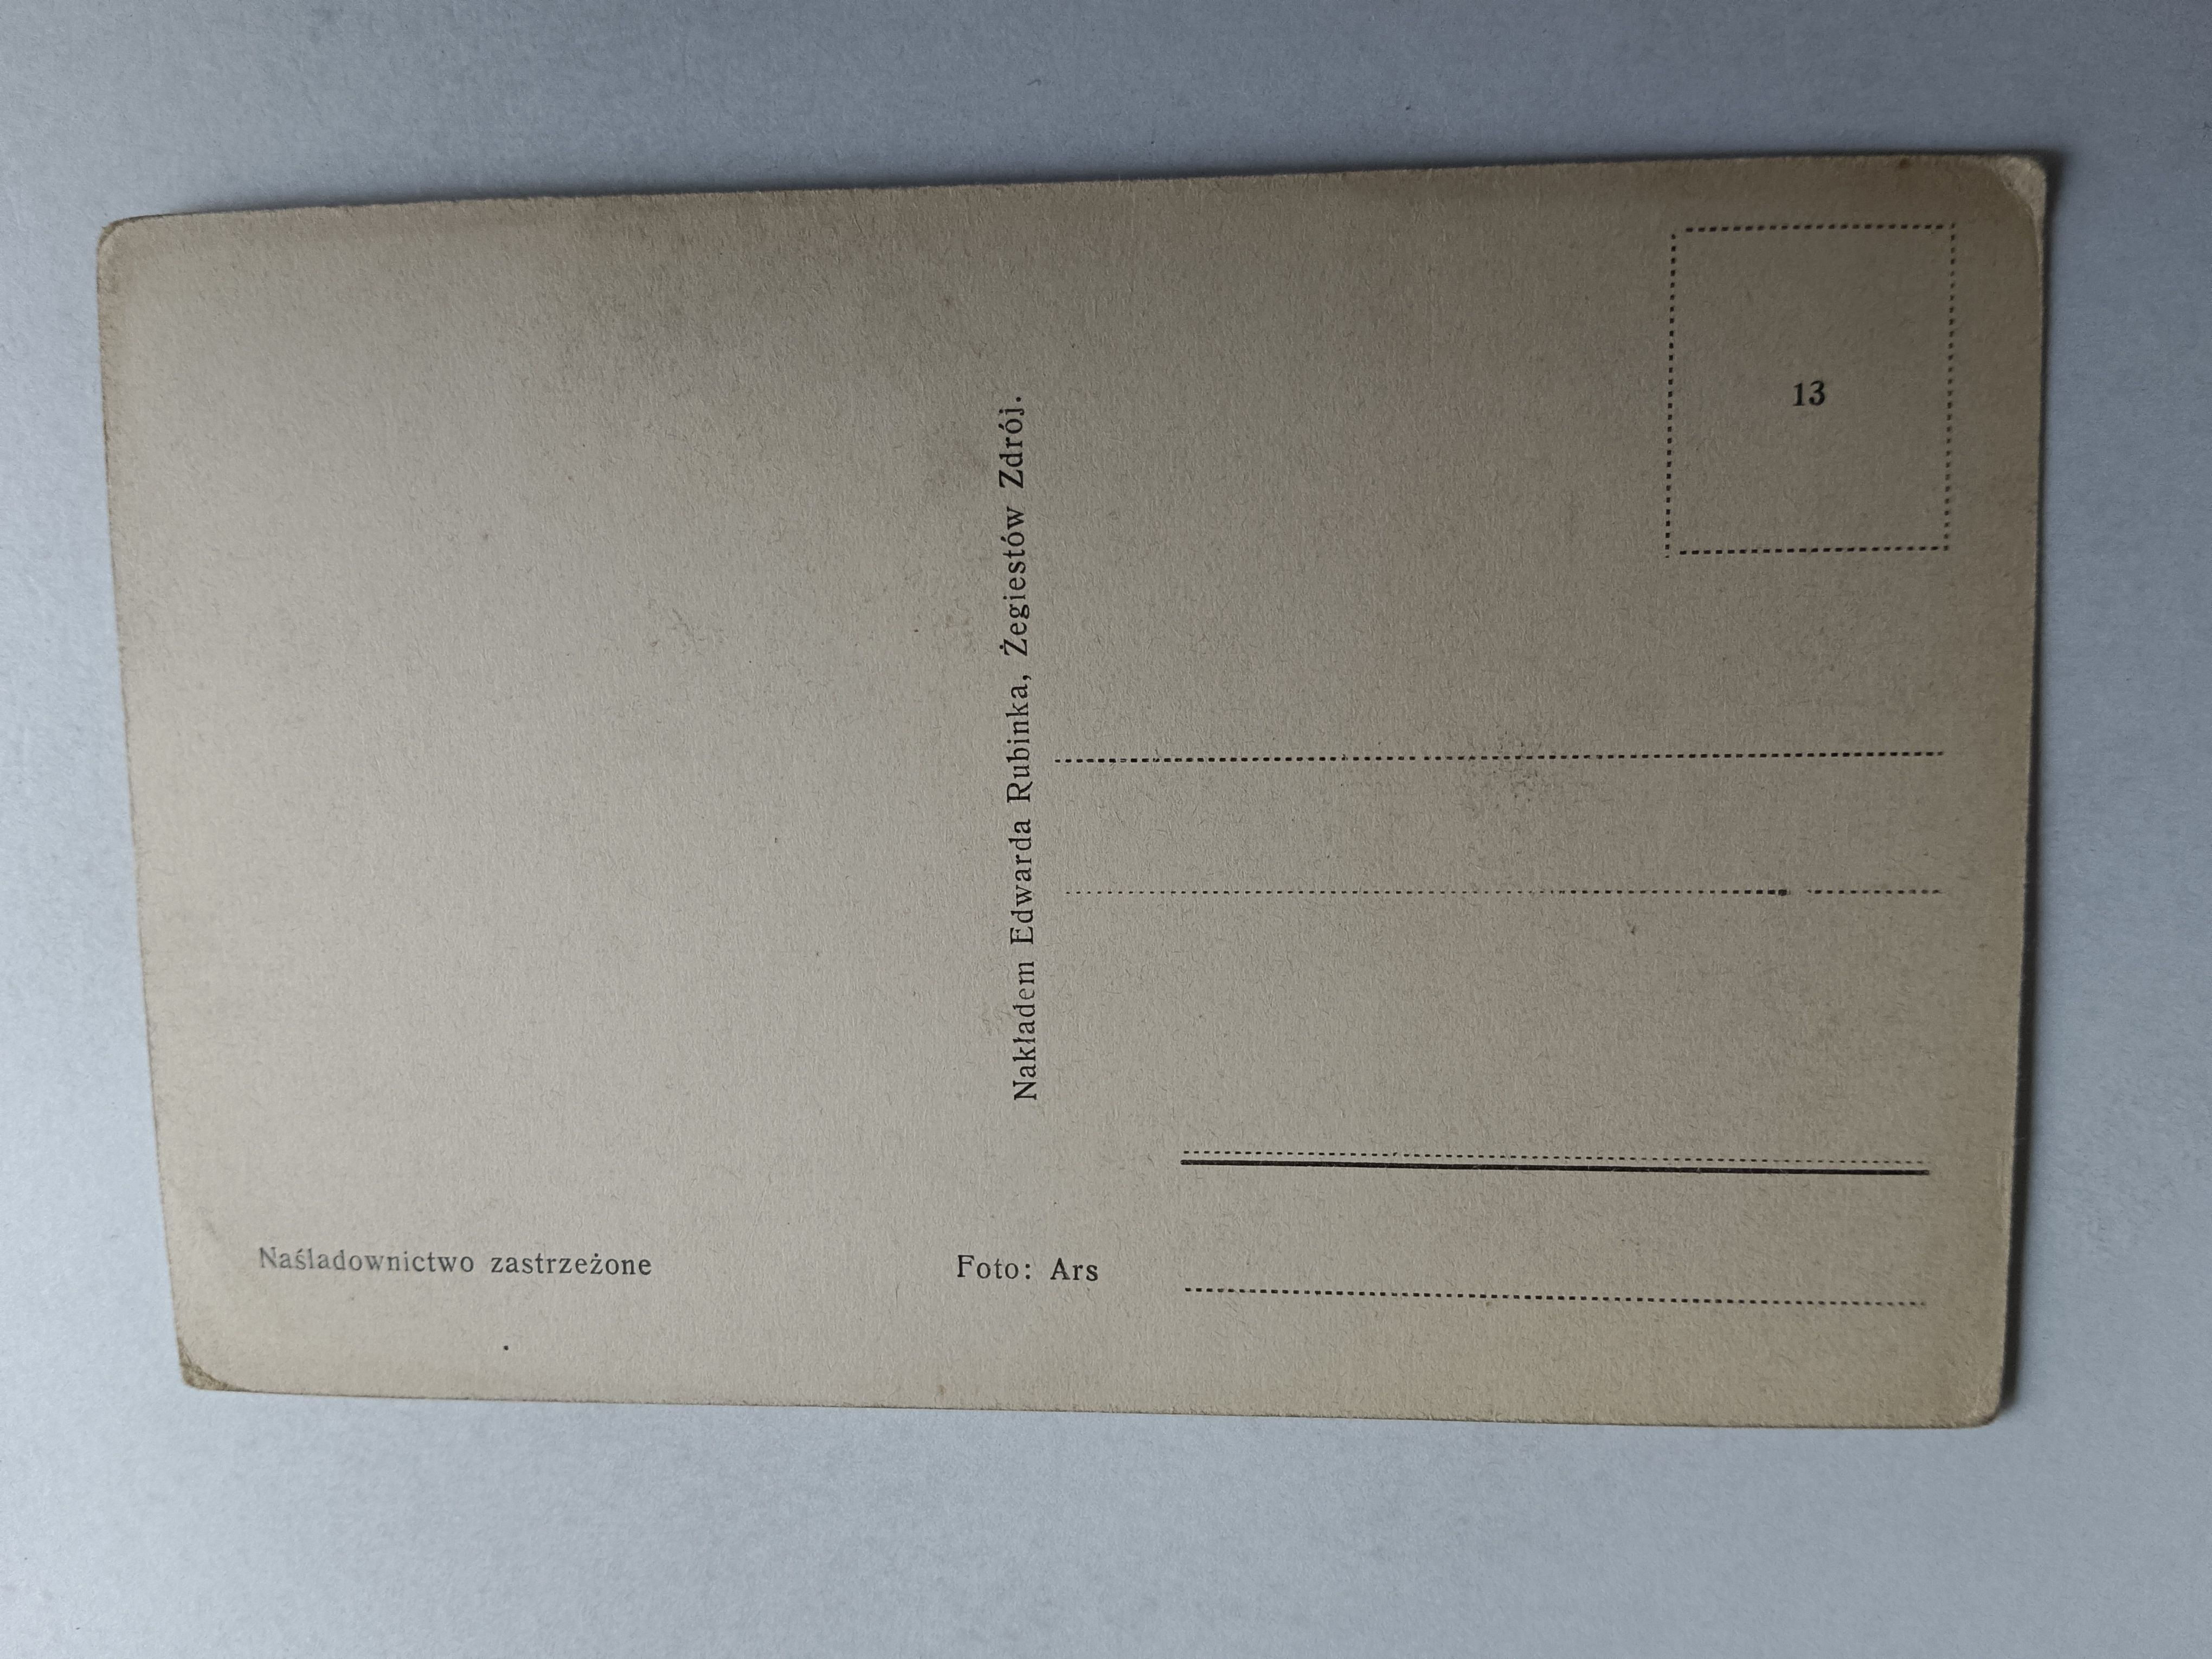 13
Nakładem Edwarda Rubinka, Żegiestów Zdrój.
Naśladownictwo zastrzeżone
Foto: Ars